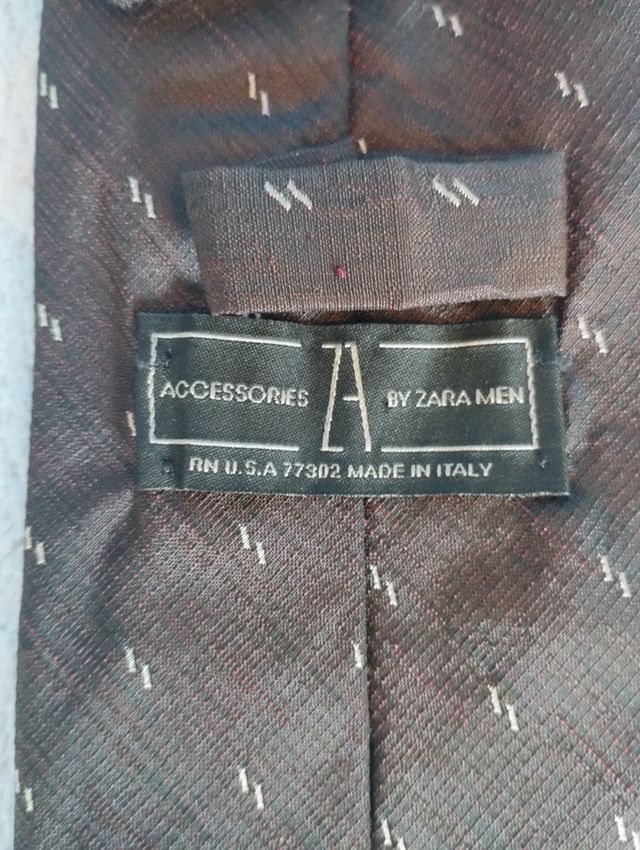 ACCESSORIES ZA BY ZARA MEN
RN U.S.A 77302 MADE IN ITALY